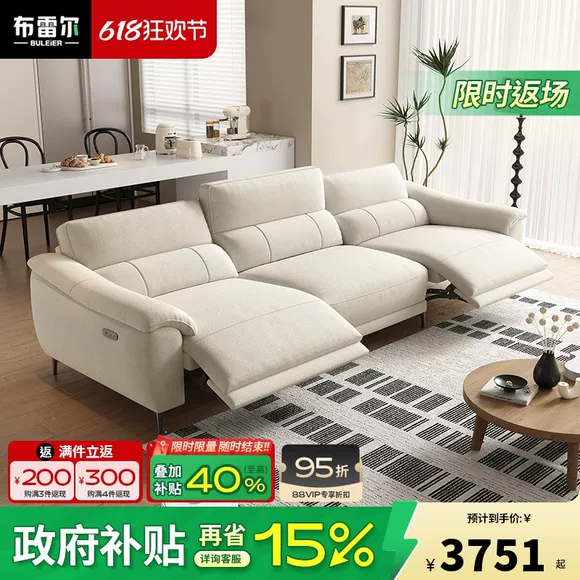 布雷尔
BULEIER
618狂欢节
限时返场
返 满件立返
¥200 购满3件返现
¥300 购满4件返现
限时限量 随时结束!!
叠加补贴 (至高) 40%
95折
88VIP专享折扣
政府补贴 再省 15%
详询客服
预计到手价:¥
¥ 3751 起